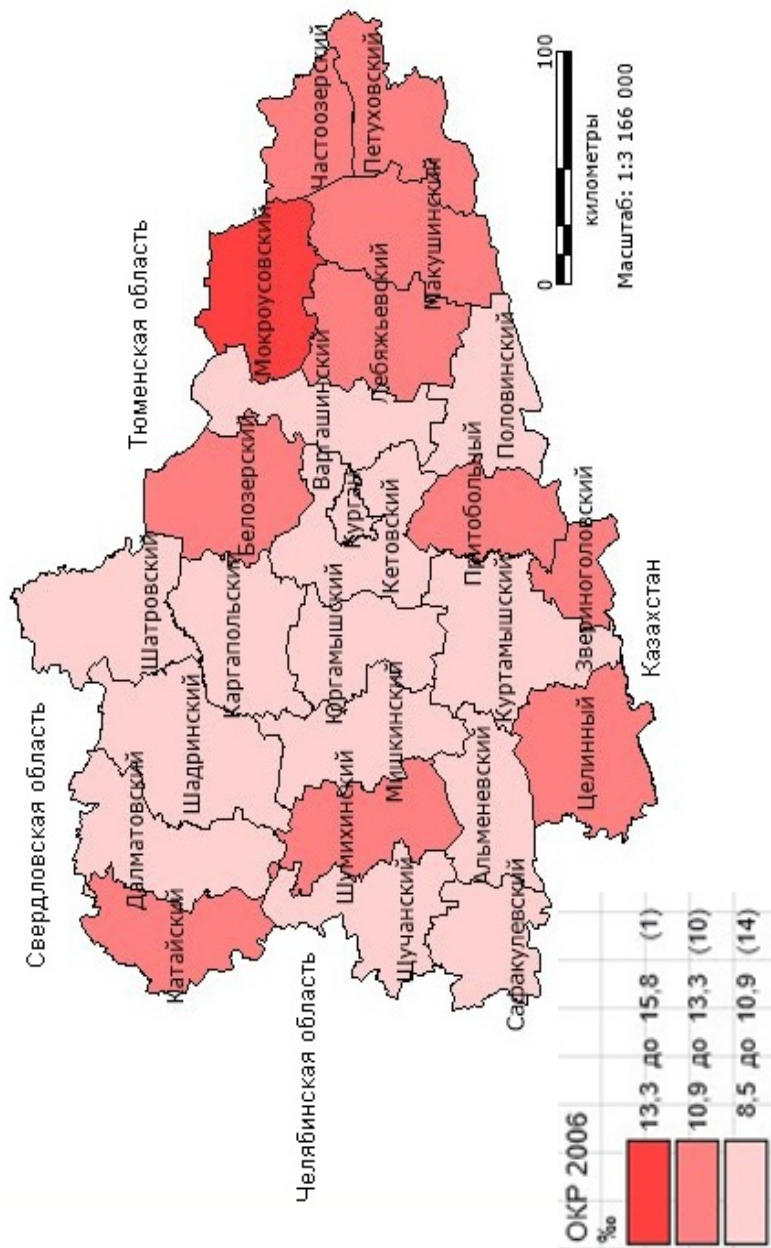 Свердловская область
Тюменская область
Челябинская область
Казахстан
Шатровский
Далматовский
Катайский
Шадринский
Каргапольский
Белозерский
Мокроусовский
Частоозерский
Петуховский
Варгашинский
Шумихинский
Юргамышский
Курган
Лебяжьевский
Макушинский
Мишкинский
Кетовский
Щучанский
Альменевский
Куртамышский
Притобольный
Половинский
Сафакулевский
Целинный
Звериноголовский
0 100
километры
Масштаб: 1:3 166 000
ОКР 2006
‰
13,3 до 15,8 (1)
10,9 до 13,3 (10)
8,5 до 10,9 (14)